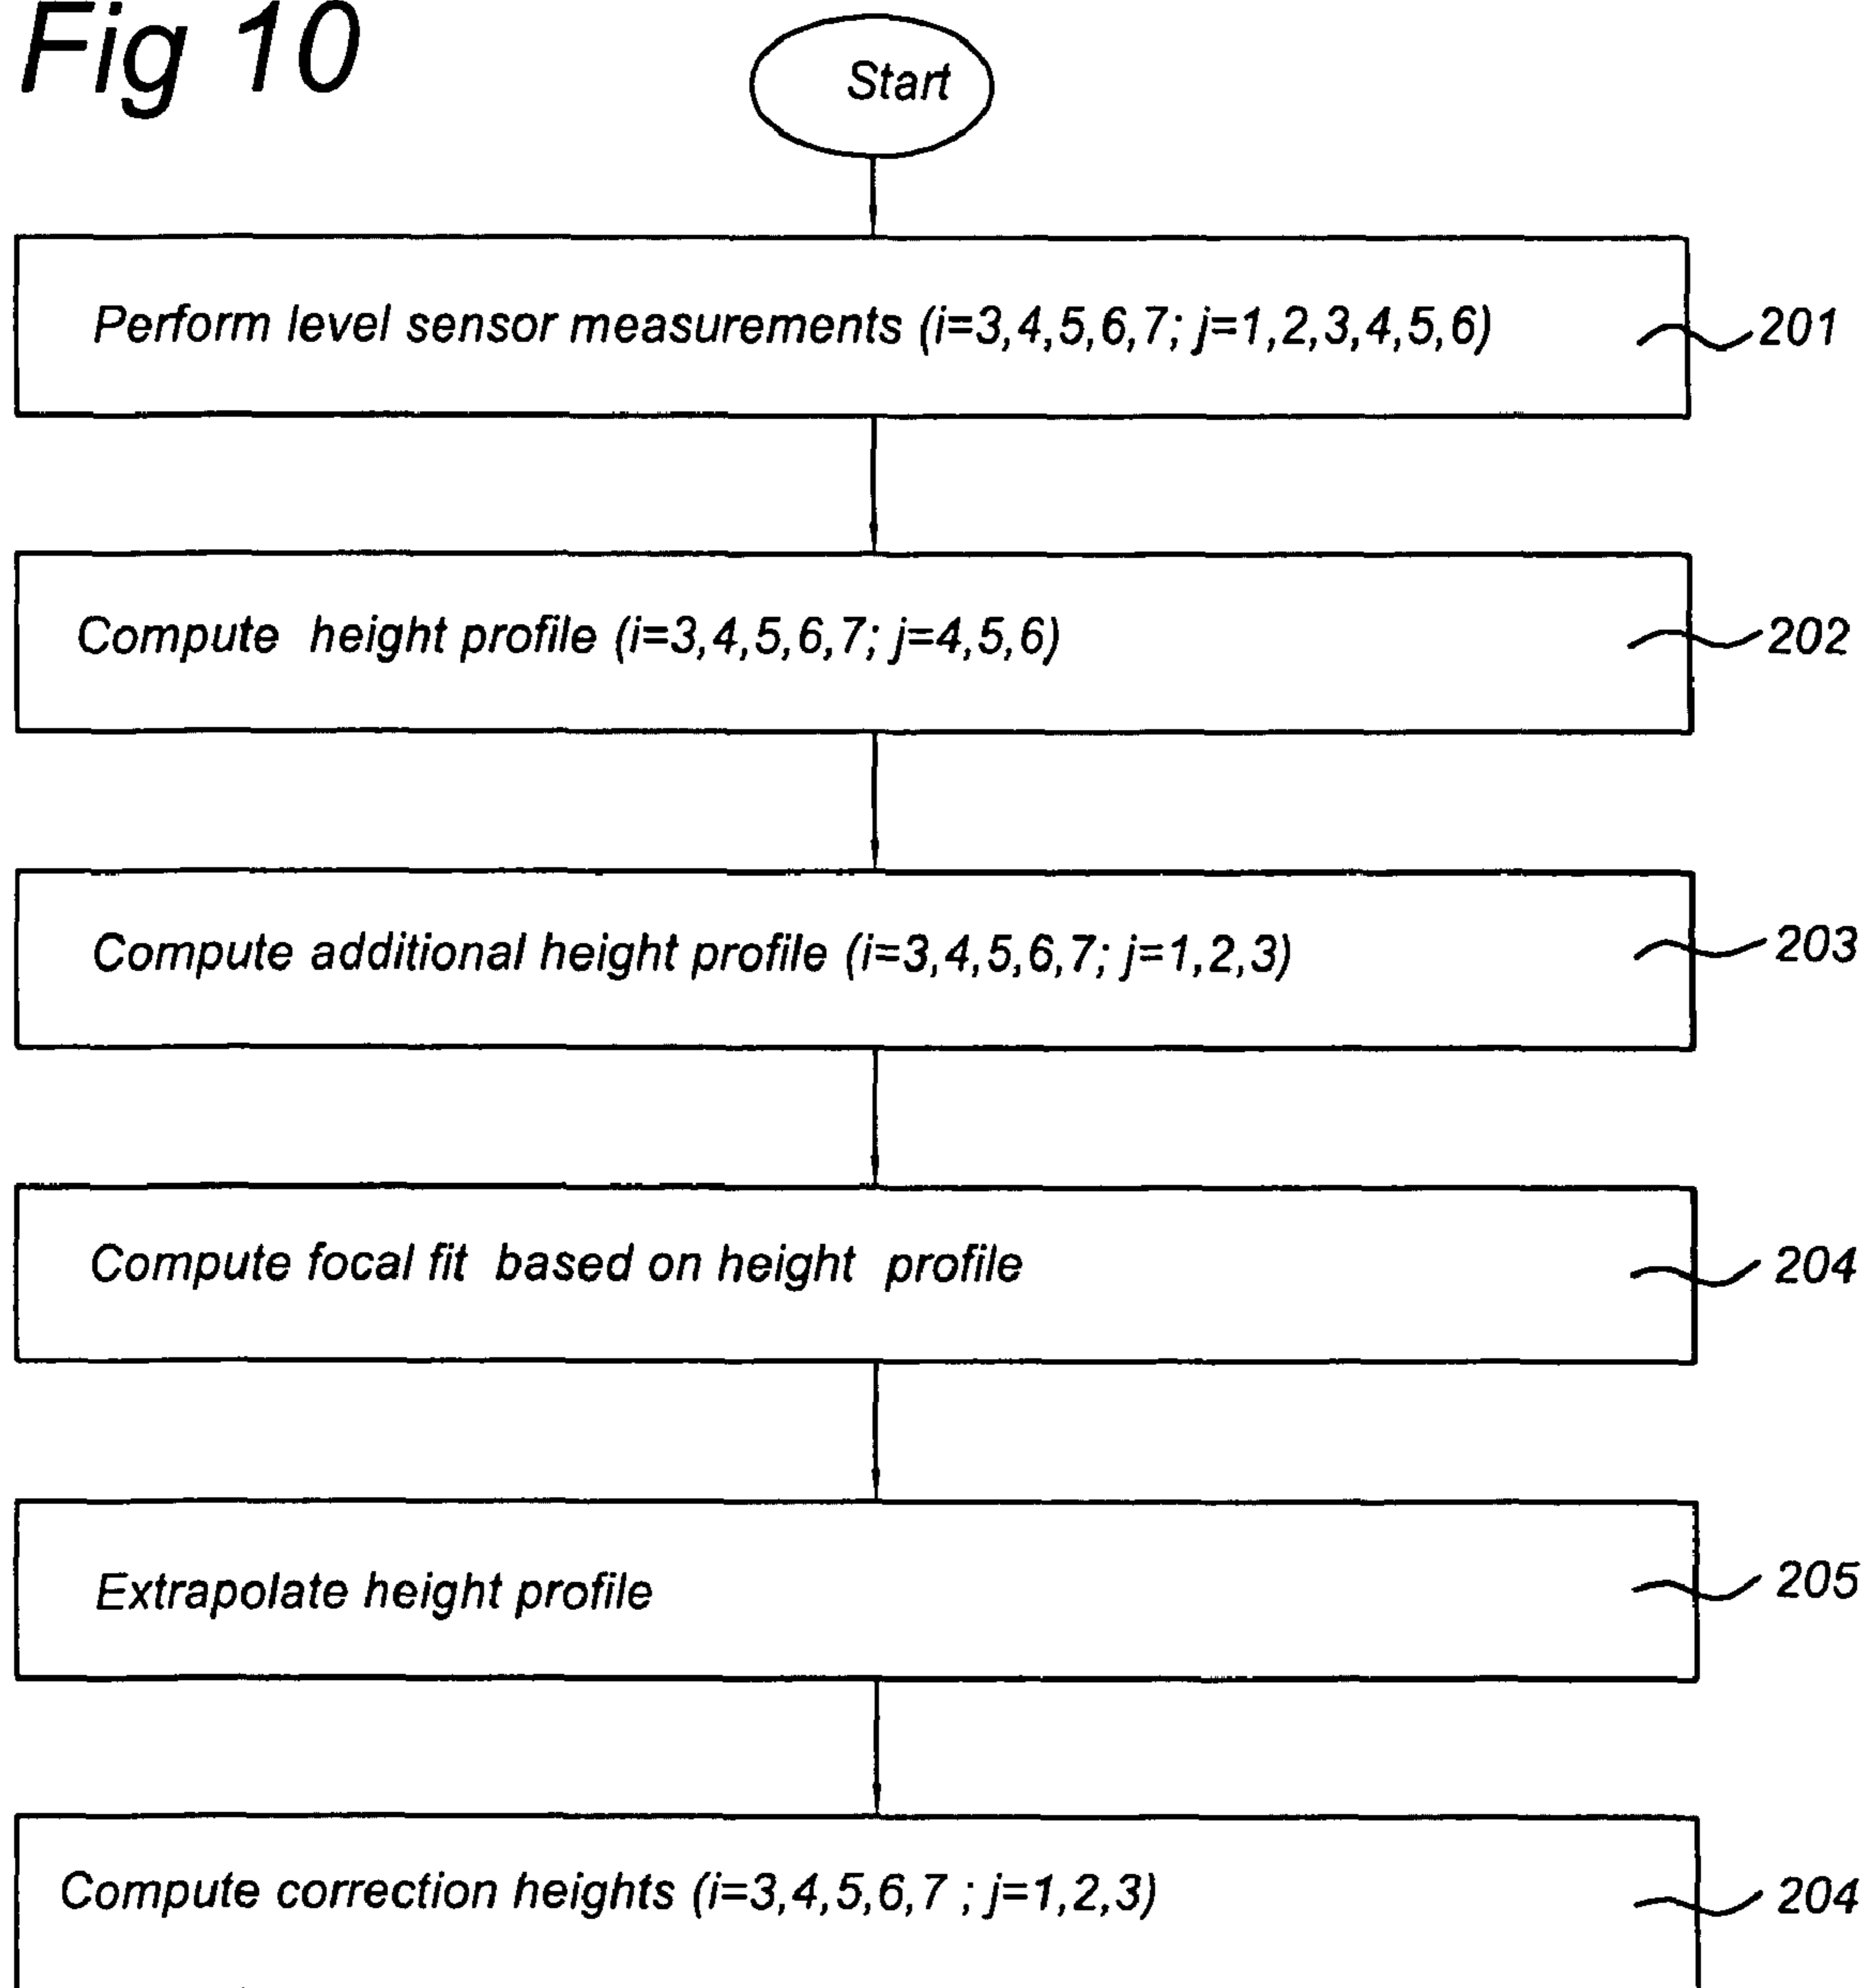 Fig 10
Start
Perform level sensor measurements (i=3,4,5,6,7; j=1,2,3,4,5,6)
201
Compute height profile (i=3,4,5,6,7; j=4,5,6)
202
Compute additional height profile (i=3,4,5,6,7; j=1,2,3)
203
Compute focal fit based on height profile
204
Extrapolate height profile
205
Compute correction heights (i=3,4,5,6,7 ; j=1,2,3)
204